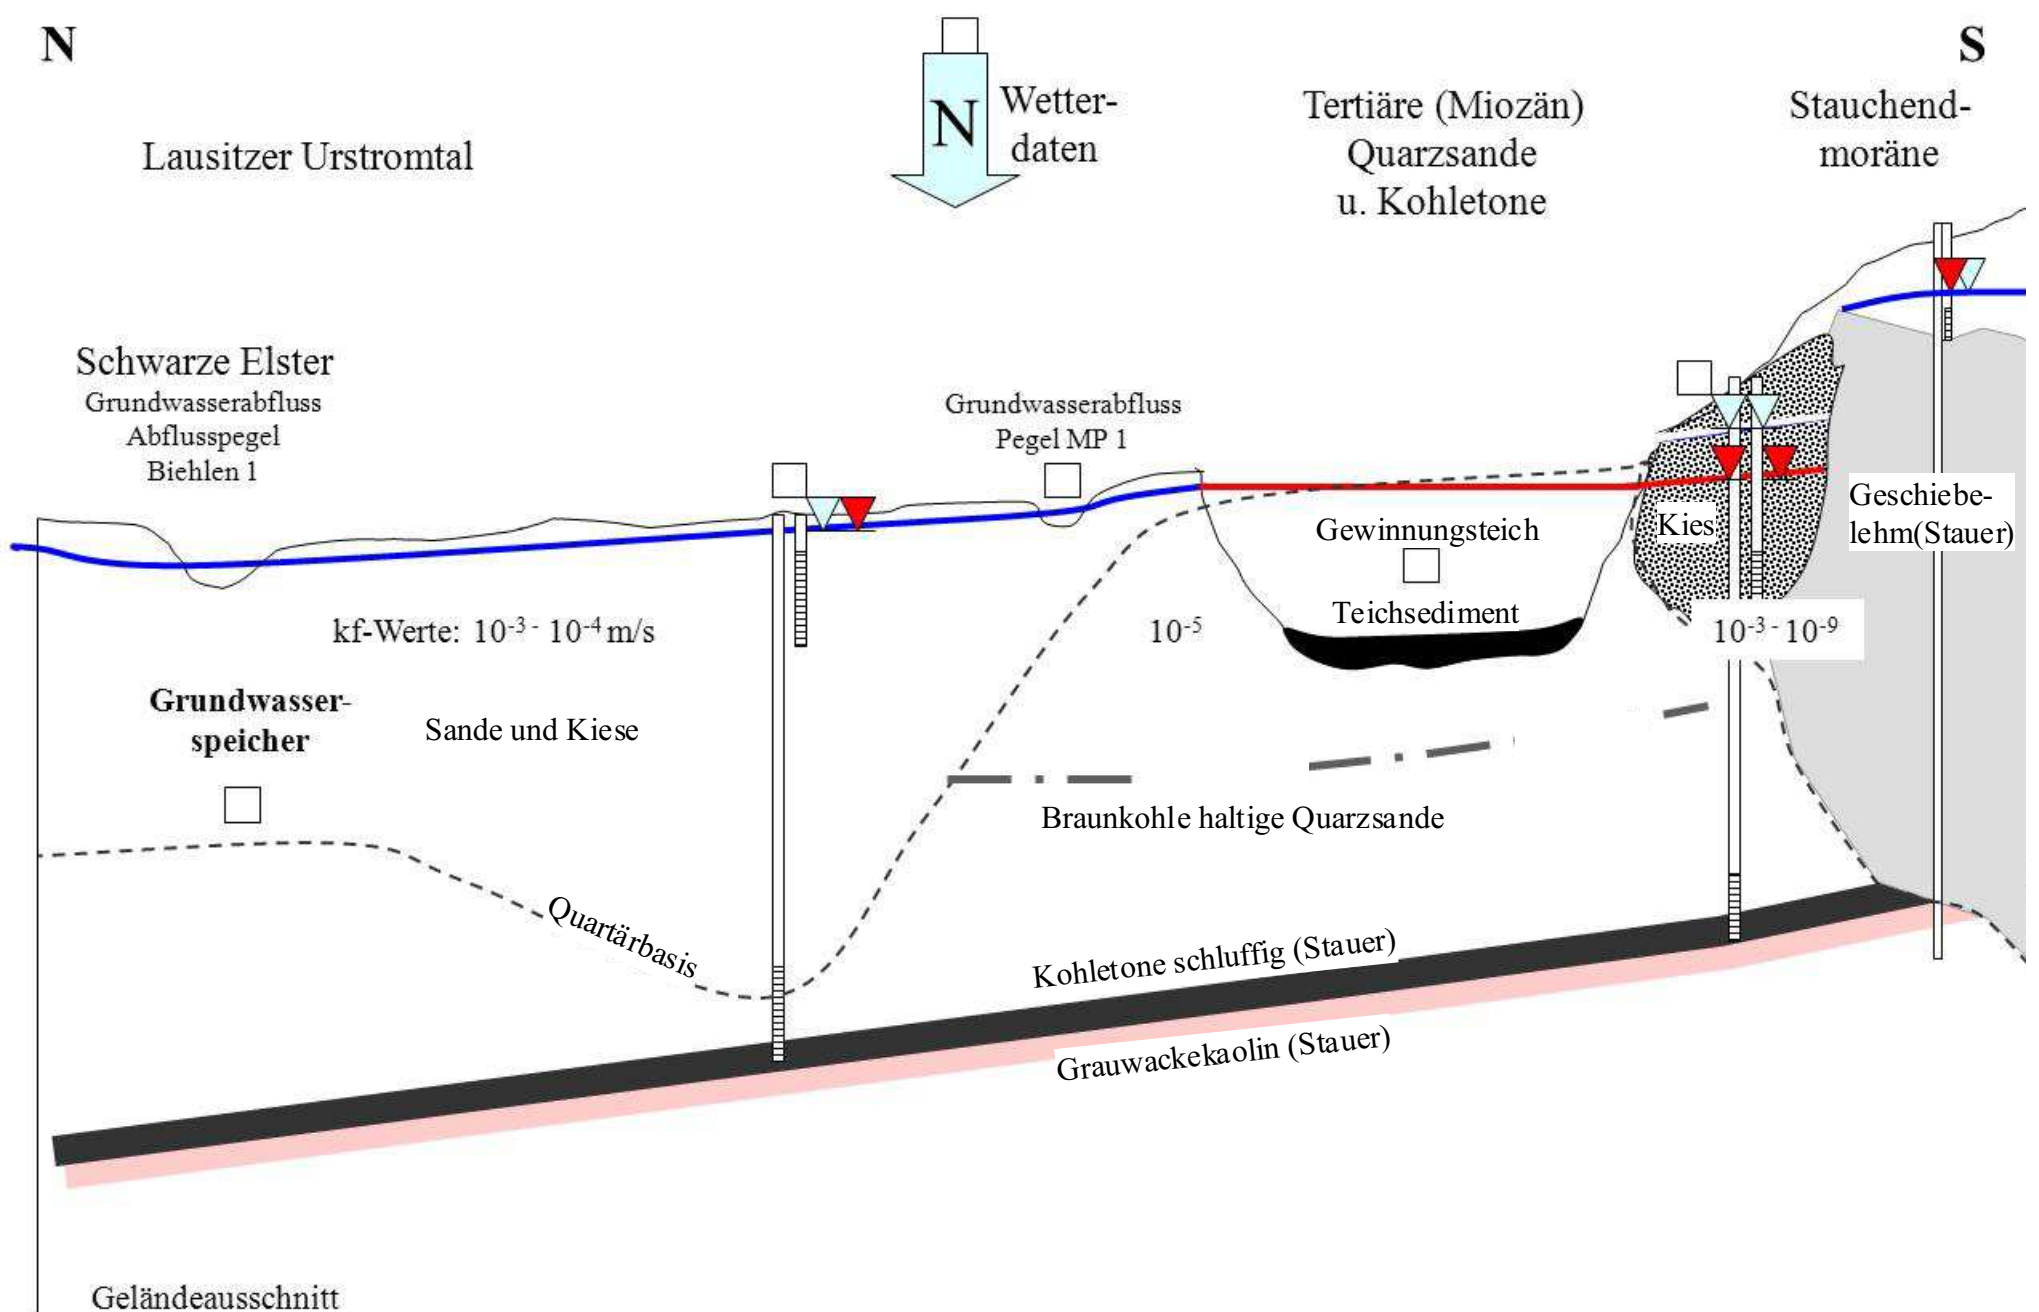 N
S
N
Wetter-
daten
Tertiäre (Miozän)
Quarzsande
u. Kohletone
Stauchend-
moräne
Lausitzer Urstromtal
Schwarze Elster
Grundwasserabfluss
Abflusspegel
Biehlen 1
Grundwasserabfluss
Pegel MP 1
Gewinnungsteich
Teichsediment
Kies
Geschiebe-
lehm(Stauer)
kf-Werte: 10-3 - 10-4 m/s
10-5
10-3 - 10-9
Grundwasser-
speicher
Sande und Kiese
Braunkohle haltige Quarzsande
Quartärbasis
Kohletone schluffig (Stauer)
Grauwackekaolin (Stauer)
Geländeausschnitt